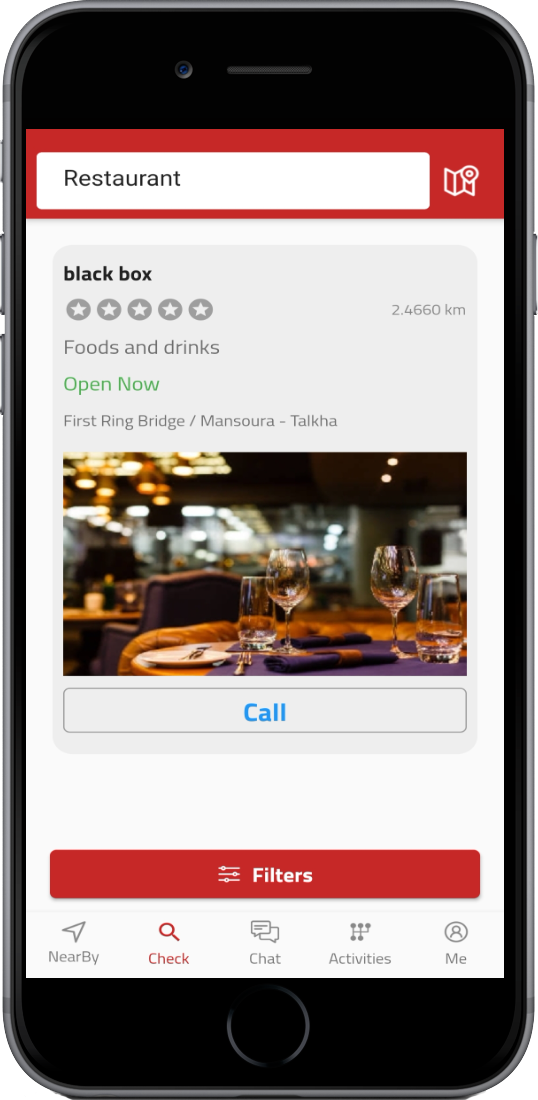 Restaurant
black box
2.4660 km
Foods and drinks
Open Now
First Ring Bridge / Mansoura - Talkha
Call
Filters
NearBy
Check
Chat
Activities
Me